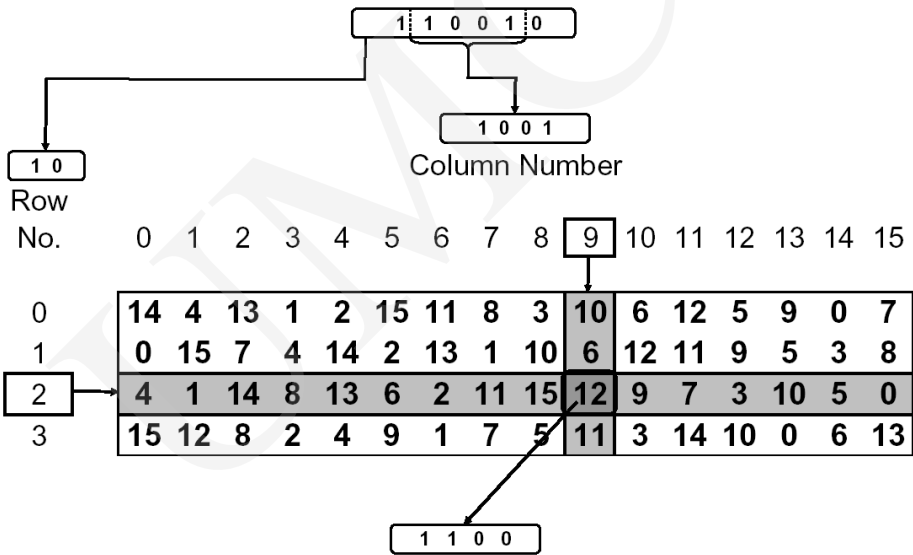 1 1 0 0 1 0
1 0 0 1
Column Number
1 0
Row
No. 0 1 2 3 4 5 6 7 8 9 10 11 12 13 14 15
0 14 4 13 1 2 15 11 8 3 10 6 12 5 9 0 7
1 0 15 7 4 14 2 13 1 10 6 12 11 9 5 3 8
2 4 1 14 8 13 6 2 11 15 12 9 7 3 10 5 0
3 15 12 8 2 4 9 1 7 5 11 3 14 10 0 6 13
1 1 0 0
UMC